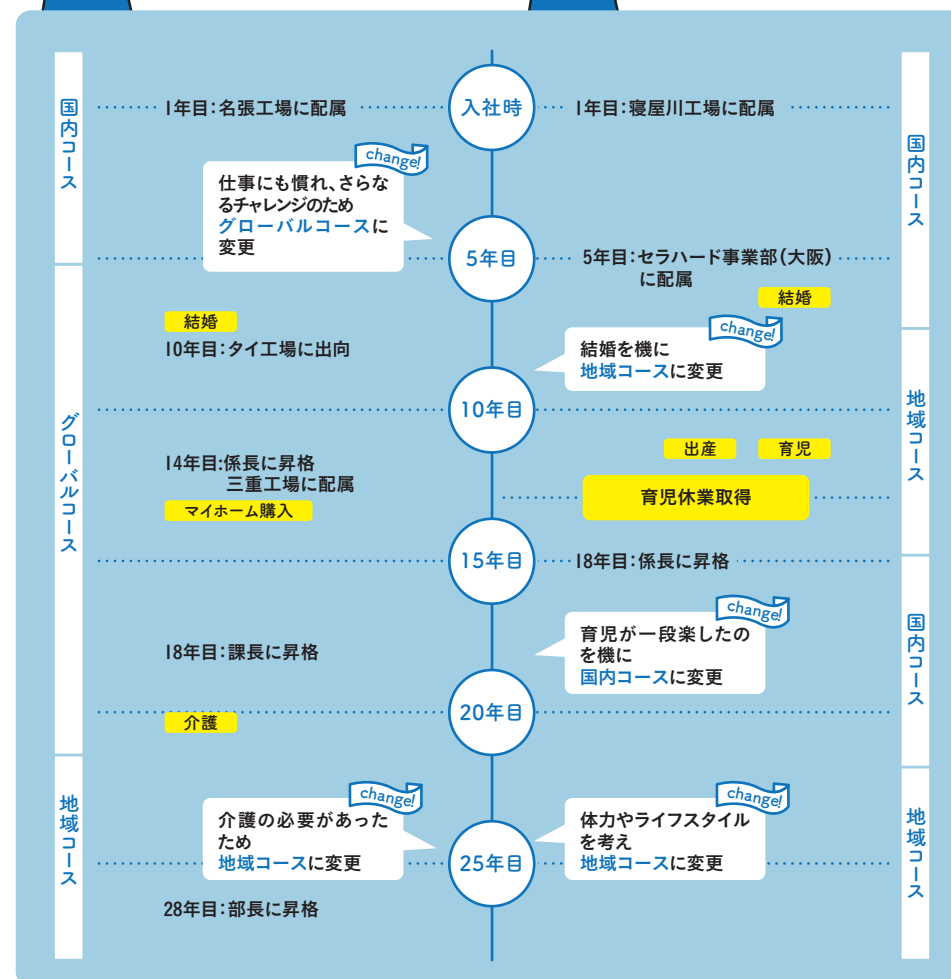 国内コース
グローバルコース
地域コース
1年目：名張工場に配属
change!
仕事にも慣れ、さらな
るチャレンジのため
グローバルコースに
変更
結婚
10年目：タイ工場に出向
14年目:係長に昇格
三重工場に配属
マイホーム購入
18年目：課長に昇格
介護
change!
介護の必要があった
ため
地域コースに変更
28年目：部長に昇格
入社時
5年目
10年目
15年目
20年目
25年目
1年目：寝屋川工場に配属
5年目：セラハード事業部（大阪）
に配属
結婚
change!
結婚を機に
地域コースに変更
出産 育児
育児休業取得
18年目：係長に昇格
change!
育児が一段楽したの
を機に
国内コースに変更
change!
体力やライフスタイル
を考え
地域コースに変更
国内コース
地域コース
国内コース
地域コース